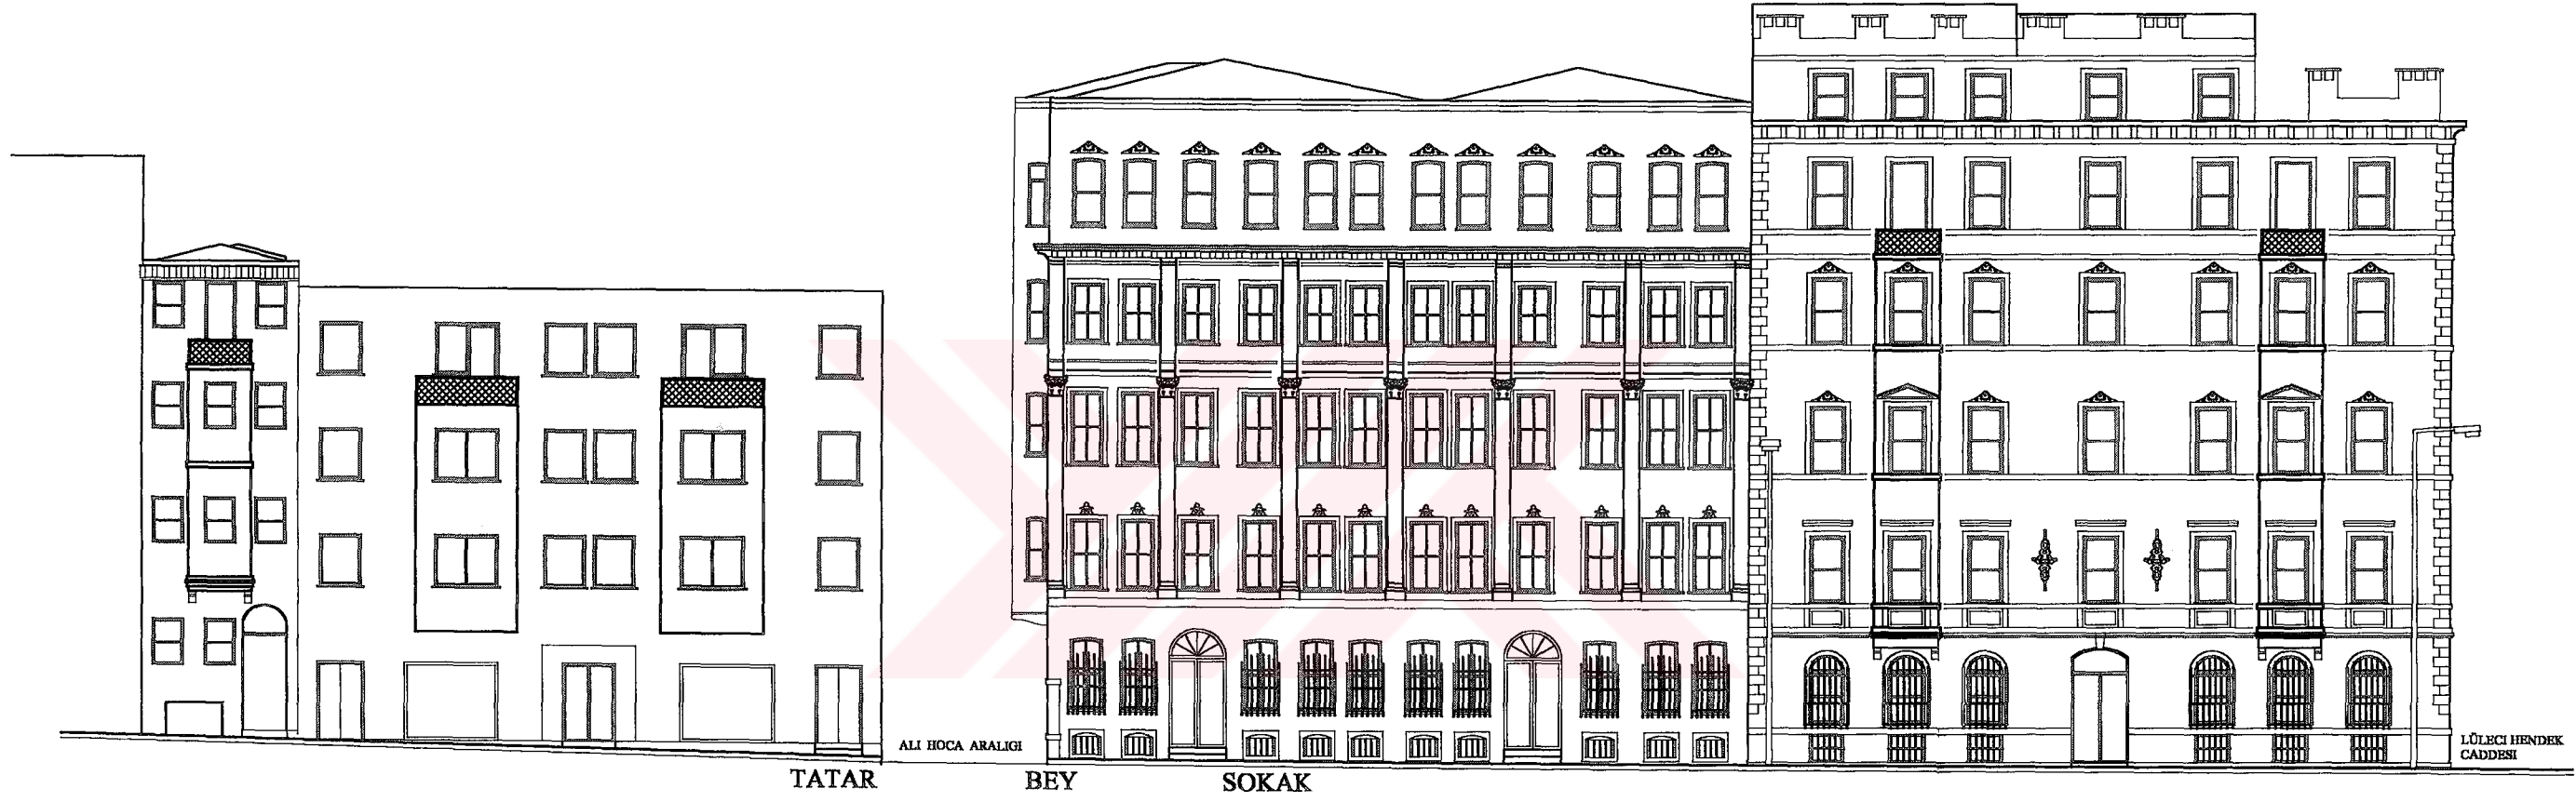 ALI HOCA ARALIGI
LÜLECI HENDEK
CADDESI
TATAR BEY SOKAK